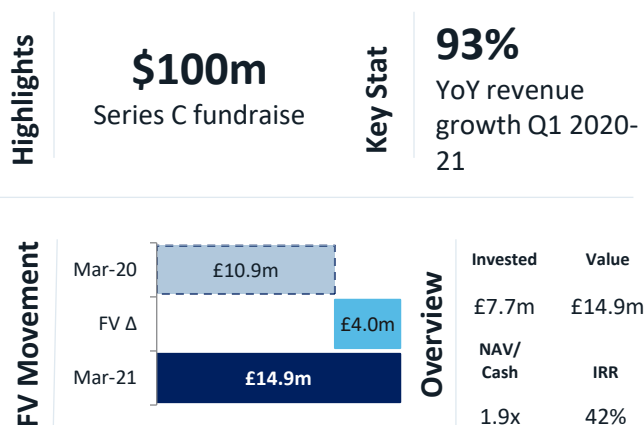 Highlights
$100m
Series C fundraise
Key Stat
93%
YoY revenue
growth Q1 2020-
21
FV Movement
Mar-20
£10.9m
FV Δ
£4.0m
Mar-21
£14.9m
Overview
Invested
Value
£7.7m
£14.9m
NAV/
Cash
IRR
1.9x
42%